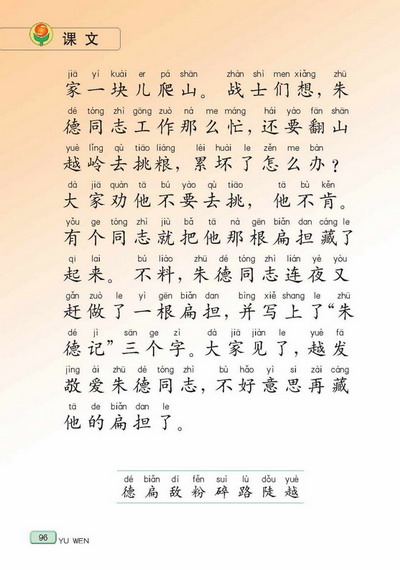 课文
jiā yí kuài er pá shān zhàn shì men xiǎng zhū
家一块儿爬山。战士们想，朱
dé tóng zhì gōng zuò nà me máng hái yào fān shān
德同志工作那么忙，还要翻山
yuè lǐng qù tiāo liáng lèi huài le zěn me bàn
越岭去挑粮，累坏了怎么办？
dà jiā quàn tā bú yào qù tiāo tā bù kěn
大家劝他不要去挑，他不肯。
yǒu ge tóng zhì jiù bǎ tā nà gēn biǎn dan cáng le
有个同志就把他那根扁担藏了
qi lai bú liào zhū dé tóng zhì lián yè yòu
起来。不料，朱德同志连夜又
gǎn zuò le yì gēn biǎn dan bìng xiě shang le zhū
赶做了一根扁担，并写上了“朱
dé jì sān ge zì dà jiā jiàn le yuè fā
德记”三个字。大家见了，越发
jìng ài zhū dé tóng zhì bù hǎo yì si zài cáng
敬爱朱德同志，不好意思再藏
tā de biǎn dan le
他的扁担了。
dé biǎn dí fěn suì lù dǒu yuè
德扁敌粉碎路陡越
96 YU WEN